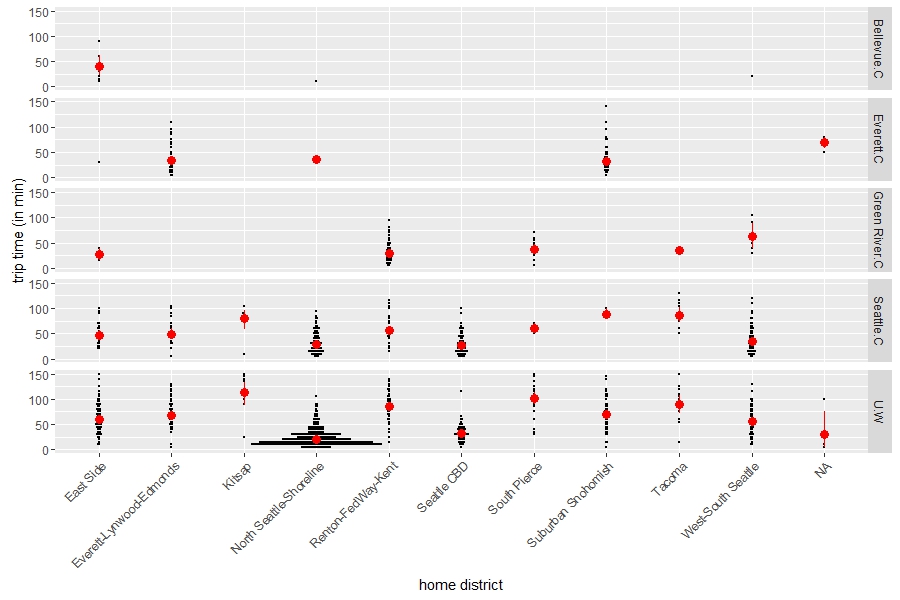 trip time (in min)
150
100
50
0
Bellevue.C
150
100
50
0
Everett.C
150
100
50
0
Green River.C
150
100
50
0
Seattle.C
150
100
50
0
U.W
East Side
Everett-Lynwood-Edmonds
Kitsap
North Seattle-Shoreline
Renton-FedWay-Kent
Seattle CBD
South Pierce
Suburban Snohomish
Tacoma
West-South Seattle
NA
home district